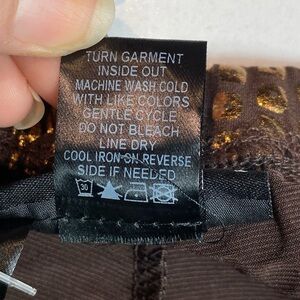 TURN GARMENT
INSIDE OUT
MACHINE WASH COLD
WITH LIKE COLORS
GENTLE CYCLE
DO NOT BLEACH
LINE DRY
COOL IRON ON REVERSE
SIDE IF NEEDED
30